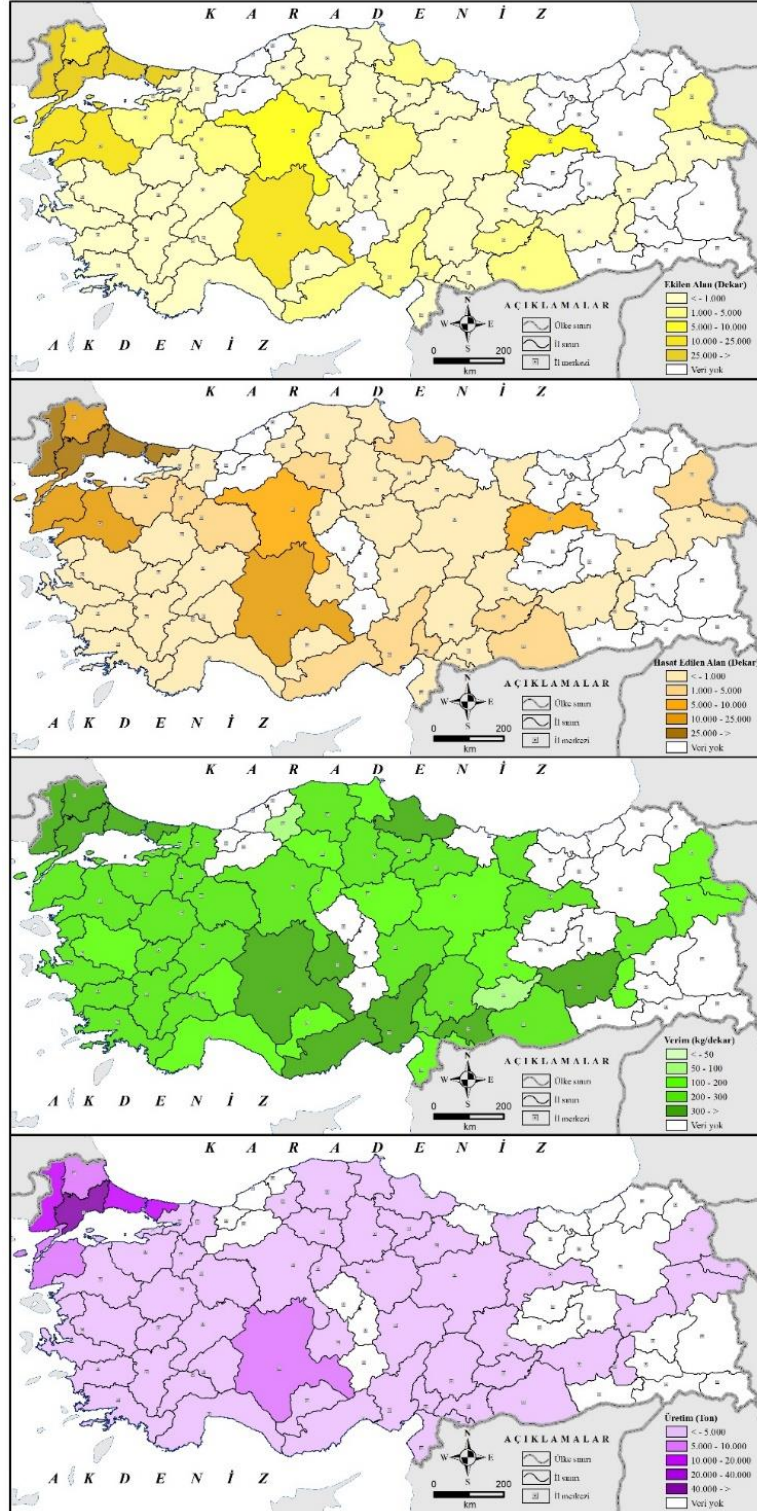 K A R A D E N İ Z
A K D E N İ Z
N
W E
S
0 200
km
AÇIKLAMALAR
Ülke sınırı
İl sınırı
İl merkezi
Ekilen Alan (Dekar)
< - 1.000
1.000 - 5.000
5.000 - 10.000
10.000 - 25.000
25.000 - >
Veri yok
K A R A D E N İ Z
A K D E N İ Z
N
W E
S
0 200
km
AÇIKLAMALAR
Ülke sınırı
İl sınırı
İl merkezi
Hasat Edilen Alan (Dekar)
< - 1.000
1.000 - 5.000
5.000 - 10.000
10.000 - 25.000
25.000 - >
Veri yok
K A R A D E N İ Z
A K D E N İ Z
N
W E
S
0 200
km
AÇIKLAMALAR
Ülke sınırı
İl sınırı
İl merkezi
Verim (kg/dekar)
< - 50
50 - 100
100 - 200
200 - 300
300 - >
Veri yok
K A R A D E N İ Z
A K D E N İ Z
N
W E
S
0 200
km
AÇIKLAMALAR
Ülke sınırı
İl sınırı
İl merkezi
Üretim (Ton)
< - 5.000
5.000 - 10.000
10.000 - 20.000
20.000 - 40.000
40.000 - >
Veri yok